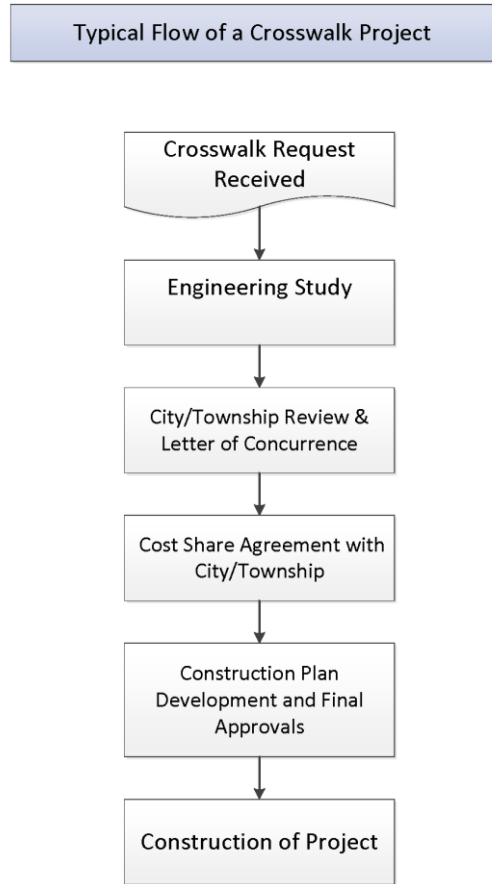 Typical Flow of a Crosswalk Project
Crosswalk Request
Received
Engineering Study
City/Township Review &
Letter of Concurrence
Cost Share Agreement with
City/Township
Construction Plan
Development and Final
Approvals
Construction of Project